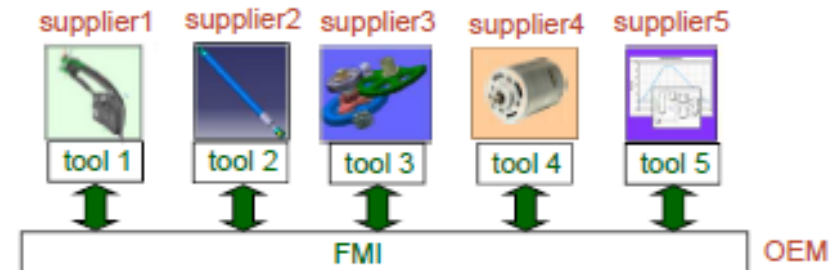 supplier1 supplier2 supplier3 supplier4 supplier5
tool 1 tool 2 tool 3 tool 4 tool 5
FMI OEM